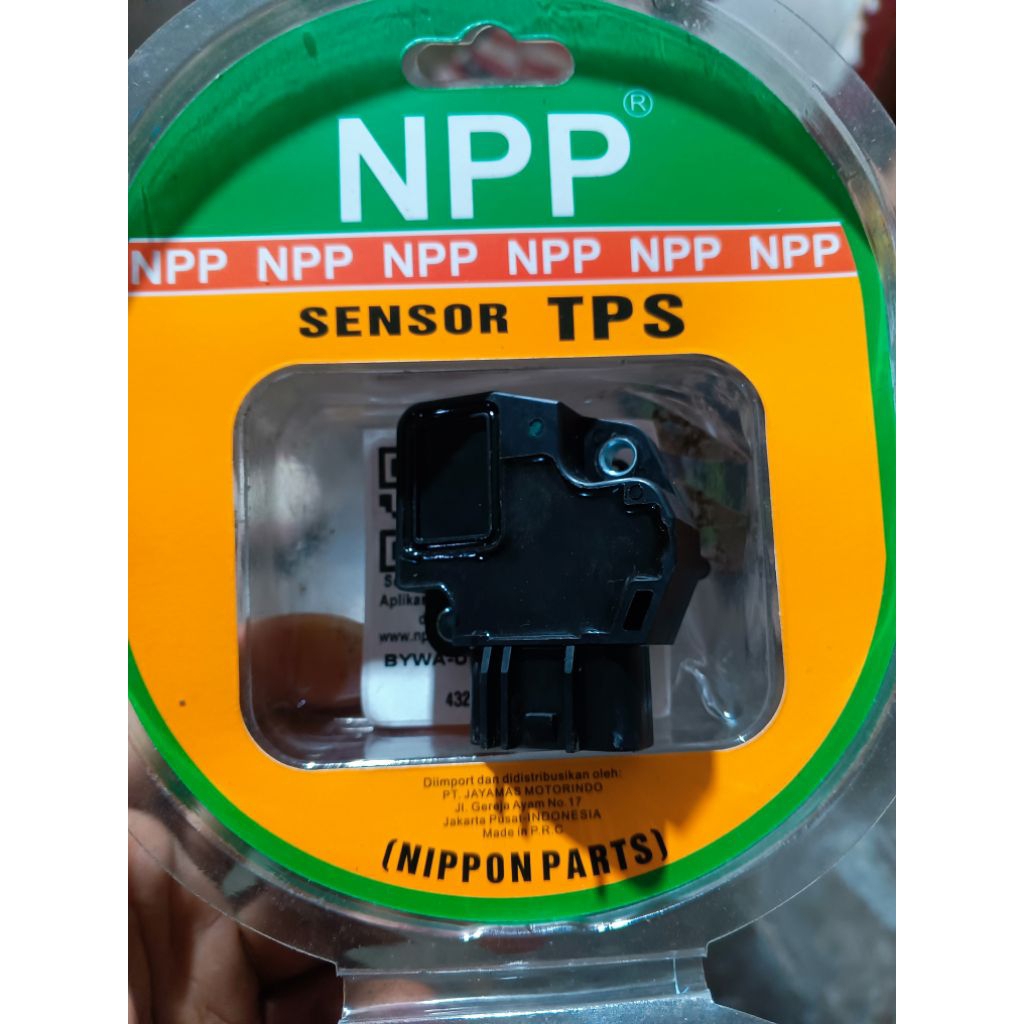 NPP®
NPP NPP NPP NPP NPP NPP
SENSOR TPS
Aplikas
www.np
BYWA-0
432
Diimport dan didistribusikan oleh:
PT. JAYAMAS MOTORINDO
Jl. Gereja Ayam No.17
Jakarta Pusat-INDONESIA
Made in P.R.C
(NIPPON PARTS)